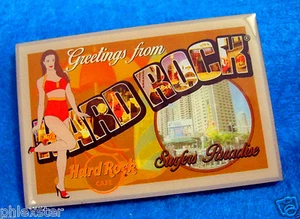 Greetings from
HARD ROCK
Surfers Paradise
Hard Rock
CAFE
phlexster